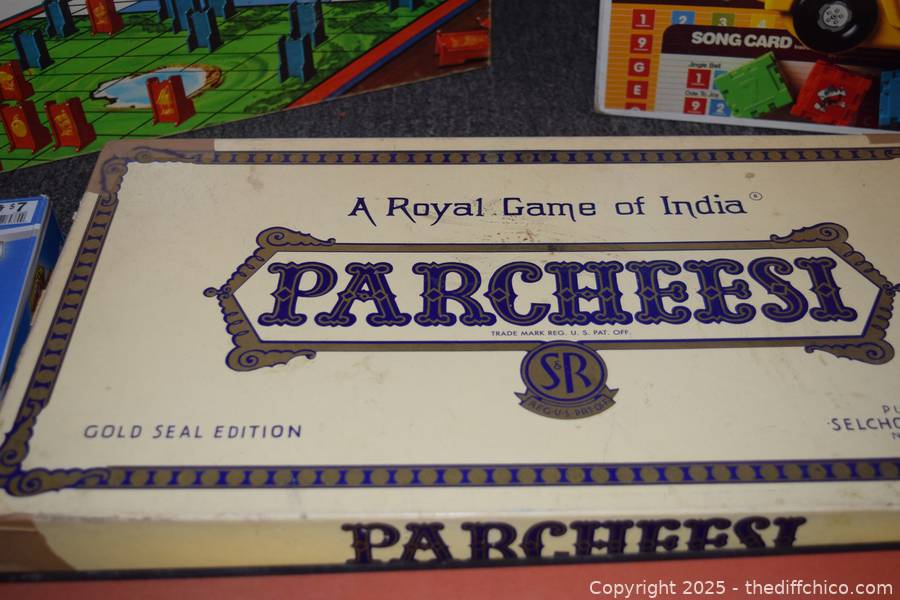 SONG CARD
Jingle Bell
Ode To Joy
1 2 3 4
9
G
E
1
9 2
$7
A Royal Game of India®
PARCHEESI
TRADE MARK REG. U. S. PAT. OFF.
S&R
REG. U.S. PAT. OFF.
GOLD SEAL EDITION
SELCHO
PARCHEESI
Copyright 2025 - thediffchico.com